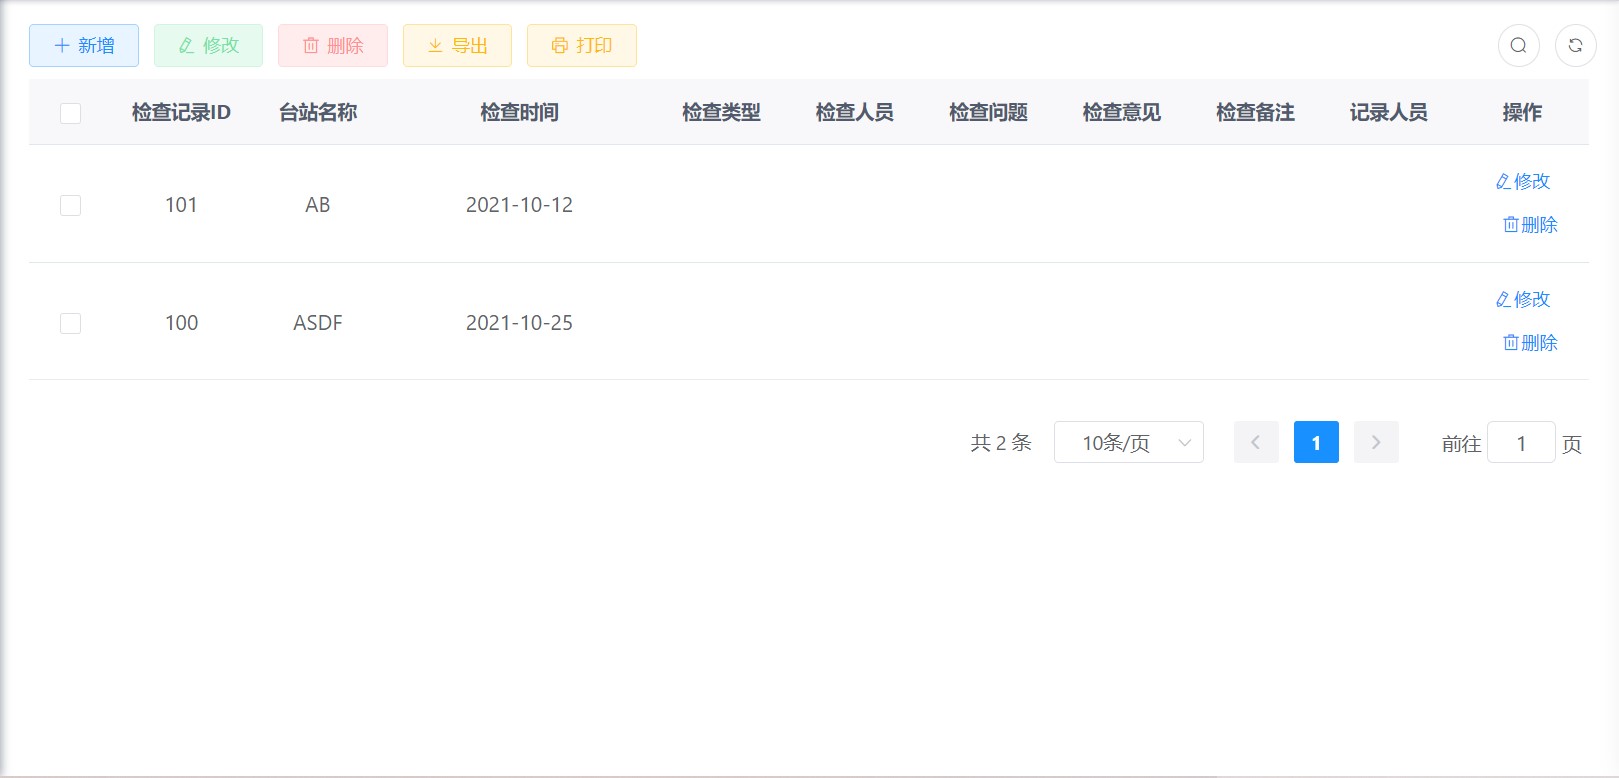 新增 修改 删除 导出 打印
检查记录ID 台站名称 检查时间 检查类型 检查人员 检查问题 检查意见 检查备注 记录人员 操作
修改
101 AB 2021-10-12
删除
修改
100 ASDF 2021-10-25
删除
共 2 条 10条/页 1 前往 1 页